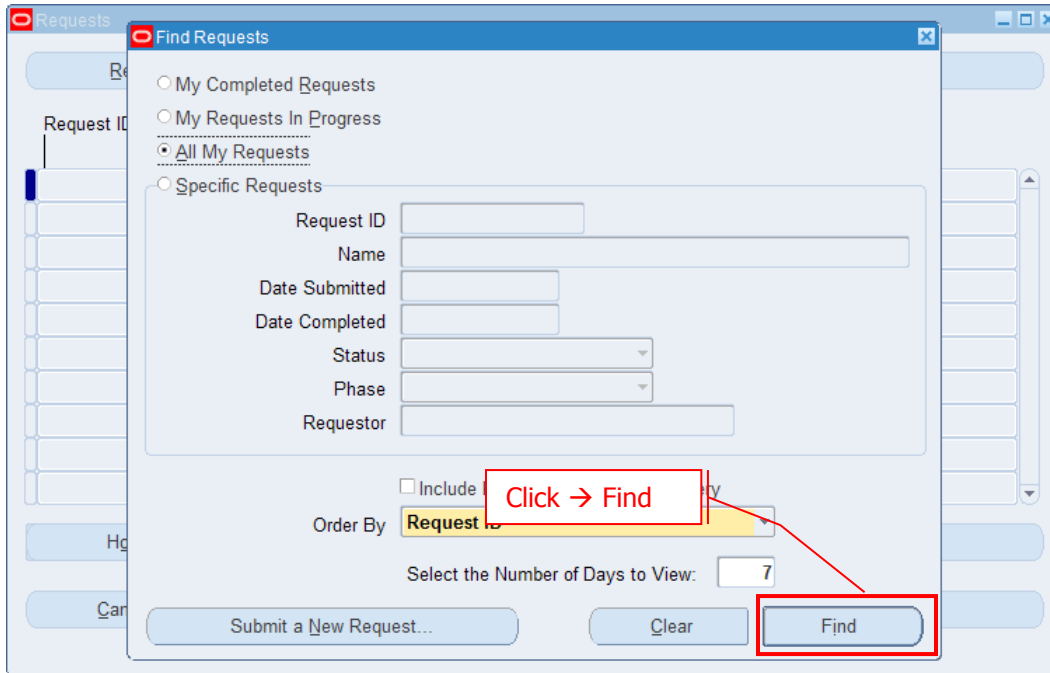 Requests
Find Requests
My Completed Requests
Request ID
My Requests In Progress
All My Requests
Specific Requests
Request ID
Name
Date Submitted
Date Completed
Status
Phase
Requestor
Include
Click → Find
Order By
Request ID
Select the Number of Days to View: 7
Submit a New Request...
Clear
Find